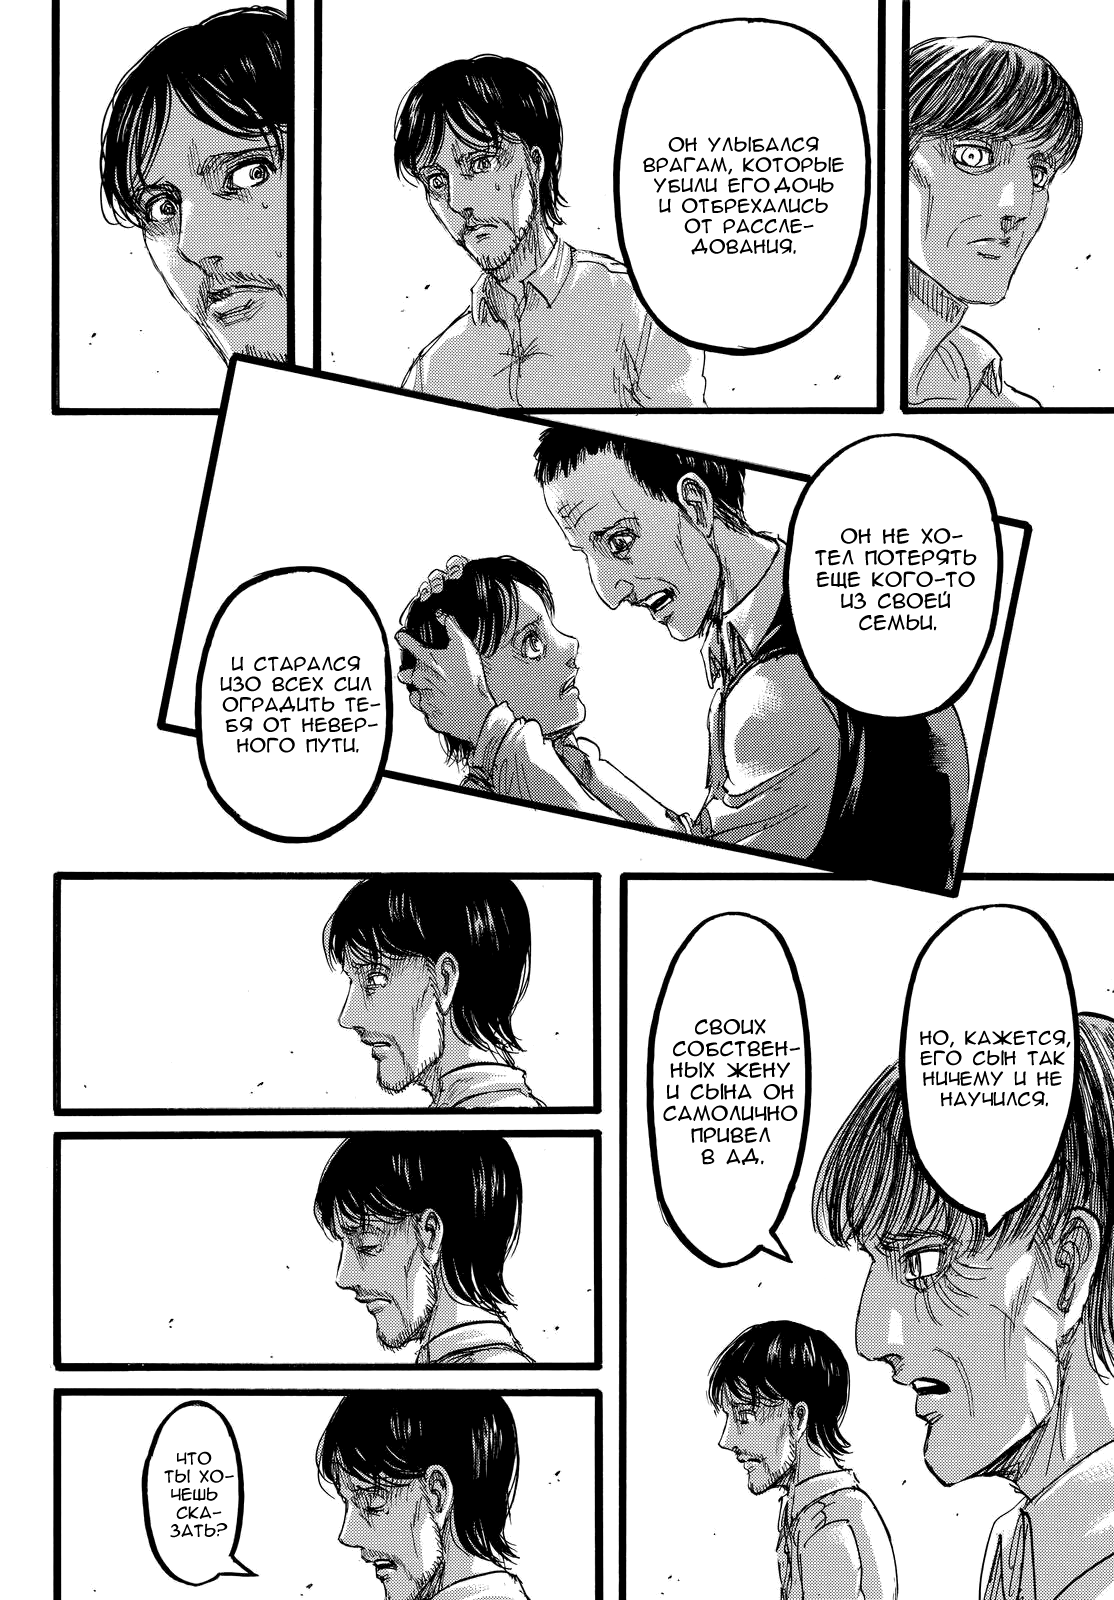 ОН УЛЫБАЛСЯ
ВРАГАМ, КОТОРЫЕ
УБИЛИ ЕГО ДОЧЬ
И ОТБРЕХАЛИСЬ
ОТ РАССЛЕ-
ДОВАНИЯ.
ОН НЕ ХО-
ТЕЛ ПОТЕРЯТЬ
ЕЩЕ КОГО-ТО
ИЗ СВОЕЙ
СЕМЬИ.
И СТАРАЛСЯ
ИЗО ВСЕХ СИЛ
ОГРАДИТЬ ТЕ-
БЯ ОТ НЕВЕР-
НОГО ПУТИ.
НО, КАЖЕТСЯ,
ЕГО СЫН ТАК
НИЧЕМУ И НЕ
НАУЧИЛСЯ.
СВОИХ
СОБСТВЕН-
НЫХ ЖЕНУ
И СЫНА ОН
САМОЛИЧНО
ПРИВЕЛ
В АД.
ЧТО
ТЫ ХО-
ЧЕШЬ
СКА-
ЗАТЬ?